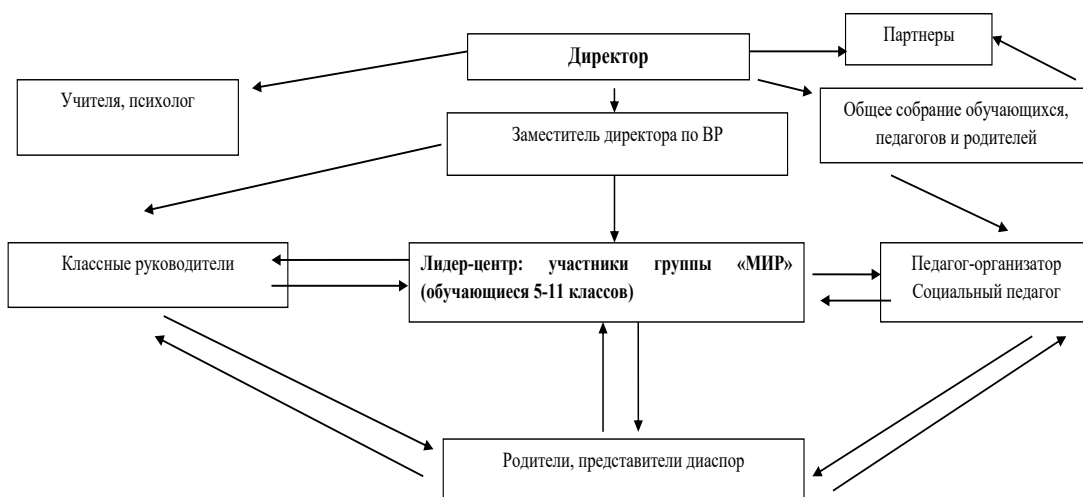 Партнеры
Директор
Учителя, психолог
Общее собрание обучающихся,
педагогов и родителей
Заместитель директора по ВР
Классные руководители
Лидер-центр: участники группы «МИР»
(обучающиеся 5-11 классов)
Педагог-организатор
Социальный педагог
Родители, представители диаспор